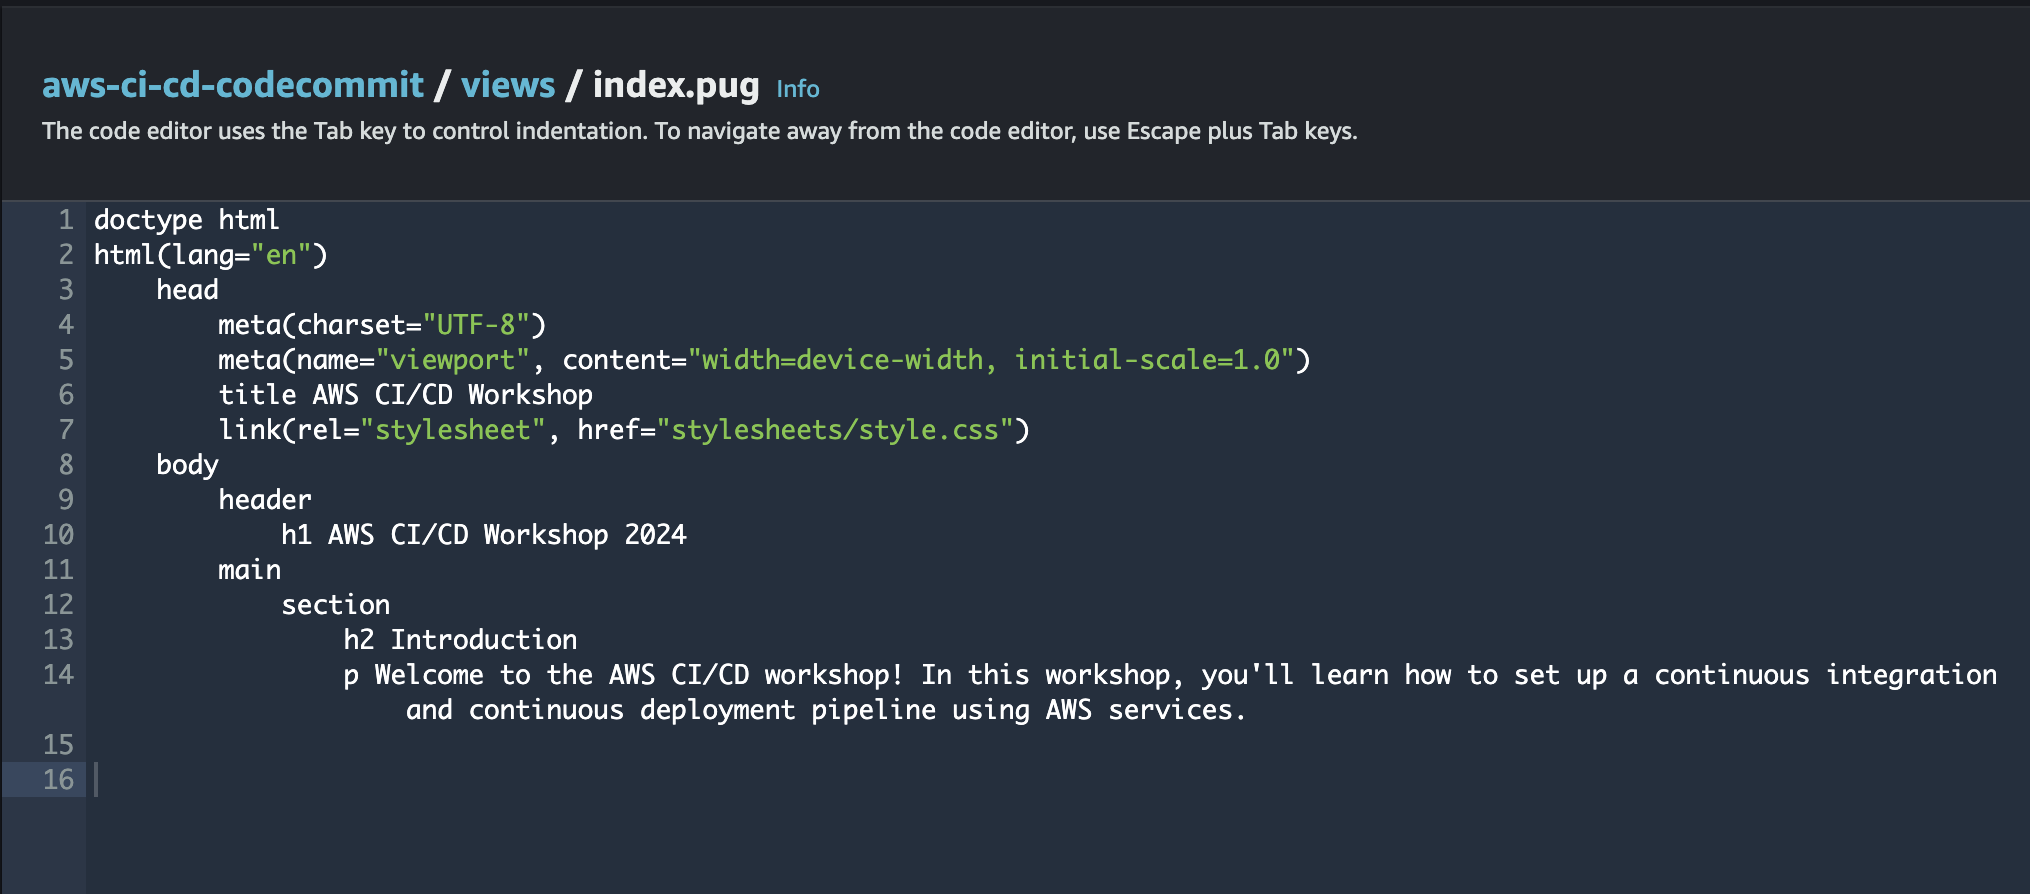 aws-ci-cd-codecommit / views / index.pug Info
The code editor uses the Tab key to control indentation. To navigate away from the code editor, use Escape plus Tab keys.
1 doctype html
2 html(lang="en")
3     head
4         meta(charset="UTF-8")
5         meta(name="viewport", content="width=device-width, initial-scale=1.0")
6         title AWS CI/CD Workshop
7         link(rel="stylesheet", href="stylesheets/style.css")
8     body
9         header
10             h1 AWS CI/CD Workshop 2024
11         main
12             section
13                 h2 Introduction
14                 p Welcome to the AWS CI/CD workshop! In this workshop, you'll learn how to set up a continuous integration
                    and continuous deployment pipeline using AWS services.
15
16